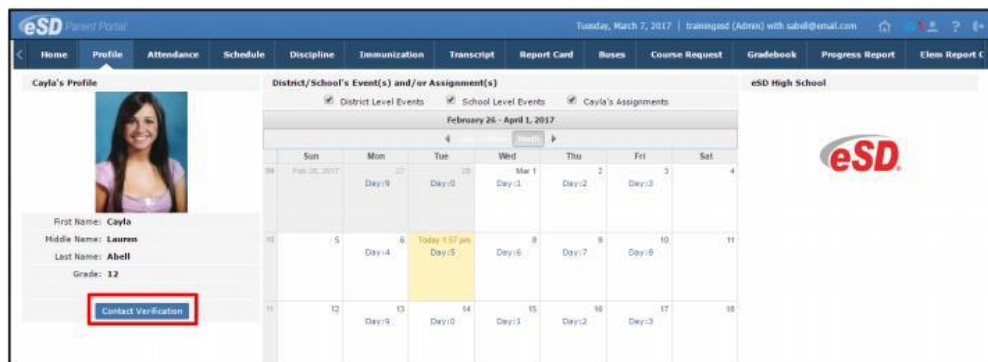 eSD Parent Portal
Tuesday, March 7, 2017 | trainingesd (Admin) with sabell@email.com ?
Home Profile Attendance Schedule Discipline Immunization Transcript Report Card Buses Course Request Gradebook Progress Report Elem Report C
Cayla's Profile
First Name: Cayla
Middle Name: Lauren
Last Name: Abell
Grade: 12
Contact Verification
District/School's Event(s) and/or Assignment(s)
District Level Events School Level Events Cayla's Assignments
February 26 - April 1, 2017
Month
Sun Mon Tue Wed Thu Fri Sat
Feb 26, 2017 27 28 Mar 1 2 3 4
Day:9 Day:0 Day:1 Day:2 Day:3
10 5 6 Today 1:57 pm 8 9 10 11
Day:4 Day:5 Day:6 Day:7 Day:8
11 12 13 14 15 16 17 18
Day:9 Day:0 Day:1 Day:2 Day:3
eSD High School
eSD